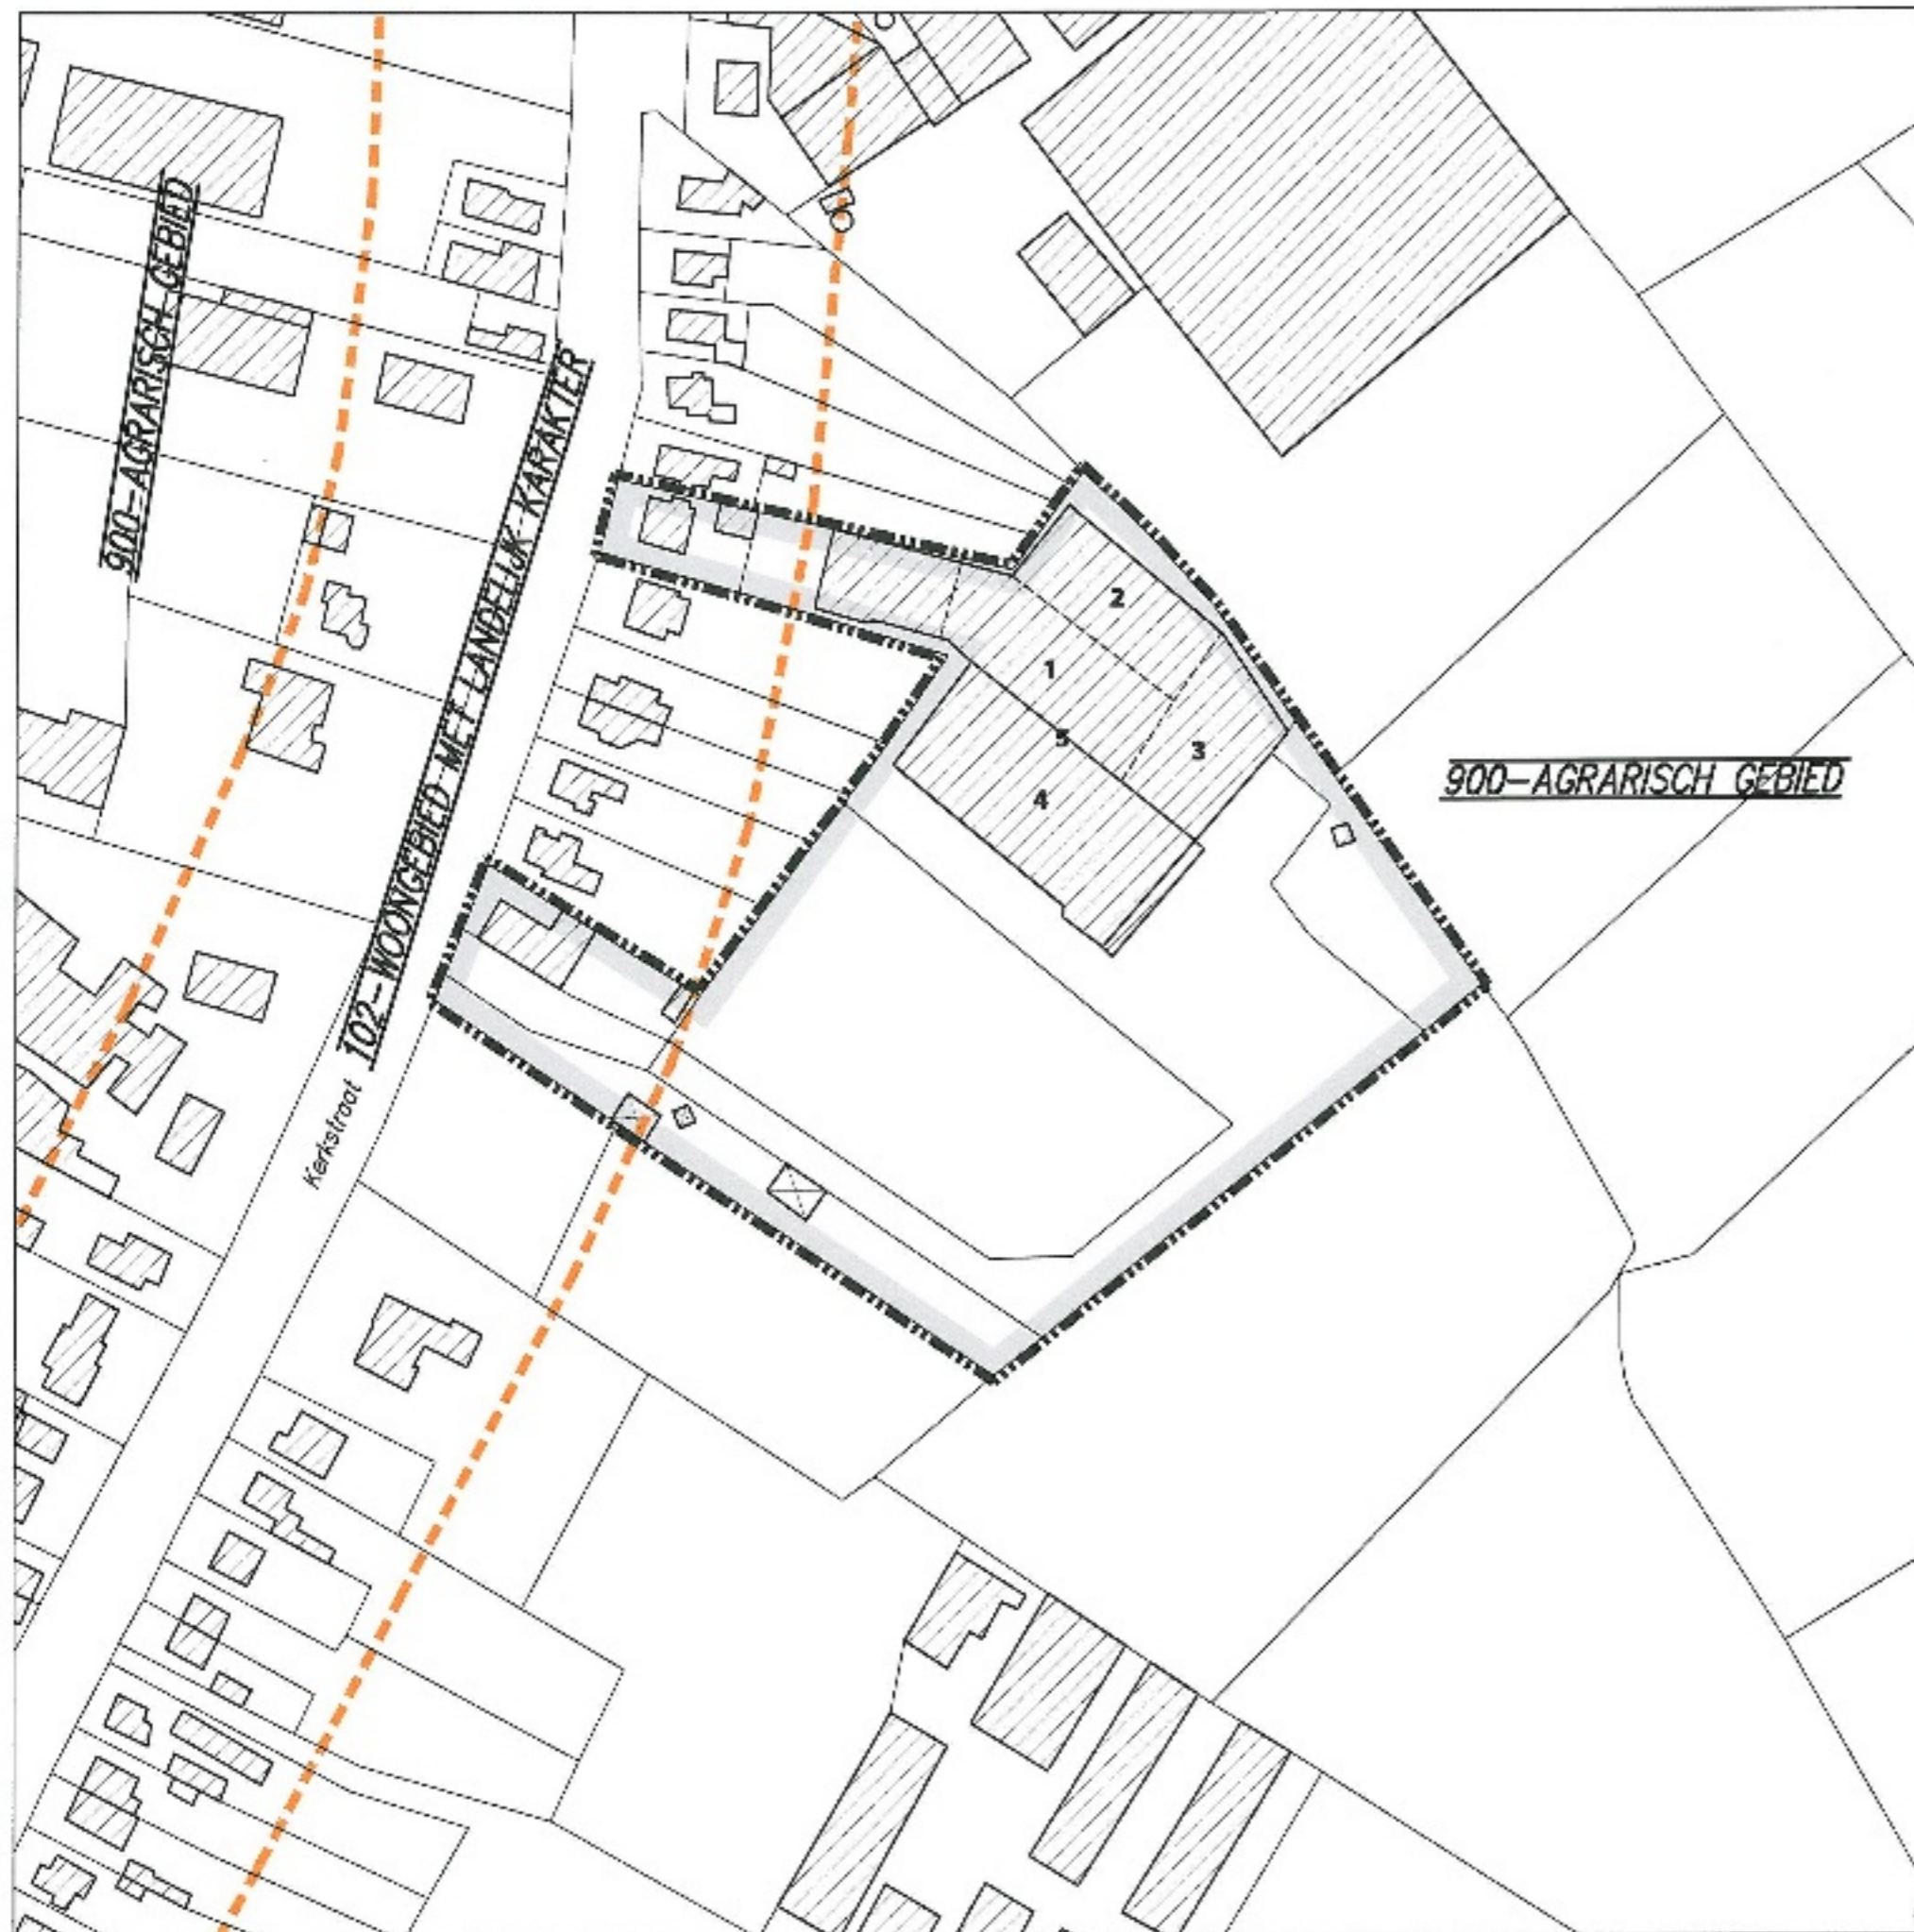 900-AGRARISCH GEBIED
102-WOONGEBIED MET LANDELIJK KARAKTER
2
1
5
3
4
900-AGRARISCH GEBIED
Kerkstraat